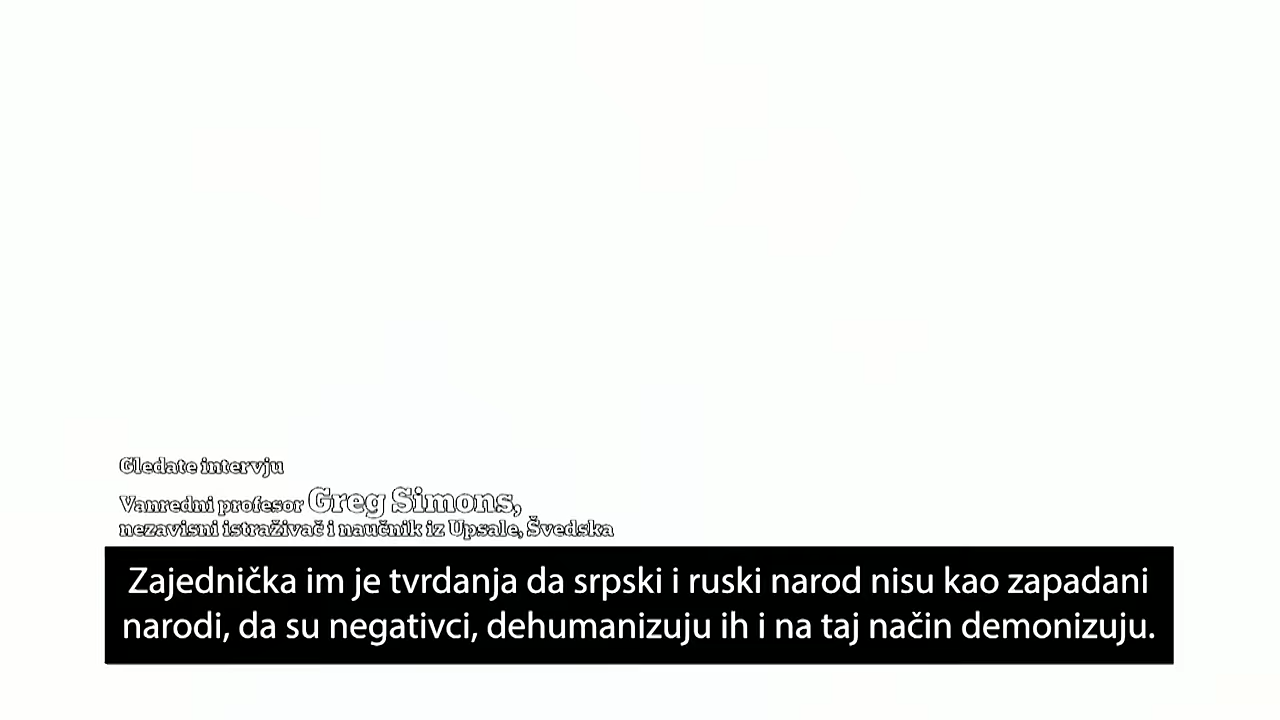 Gledate intervju
Vanredni profesor Greg Simons,
nezavisni istraživač i naučnik iz Upsale, Švedska
Zajednička im je tvrdanja da srpski i ruski narod nisu kao zapadani
narodi, da su negativci, dehumanizuju ih i na taj način demonizuju.